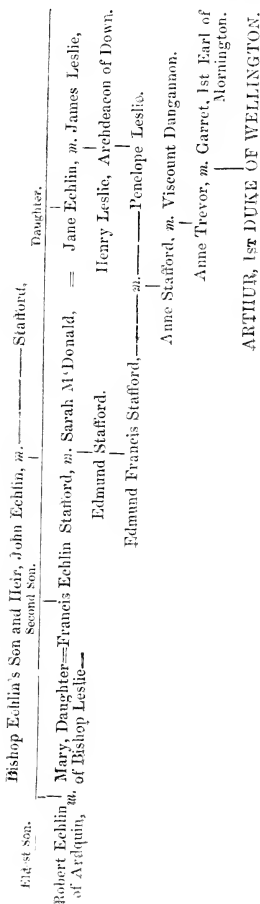 Bishop Echlin's Son and Heir, John Echlin, m.————Stafford,
Eldest Son. Second Son. Daughter.
Robert Echlin m. Mary, Daughter=Francis Echlin Stafford, m. Sarah M'Donald, = Jane Echlin, m. James Leslie,
of Ardquin, of Bishop Leslie—
Edmund Stafford. Henry Leslie, Archdeacon of Down.
Edmund Francis Stafford,————m.————Penelope Leslie.
Anne Stafford, m. Viscount Dungannon.
Anne Trevor, m. Garret, 1st Earl of
Mornington.
ARTHUR, 1ST DUKE OF WELLINGTON.